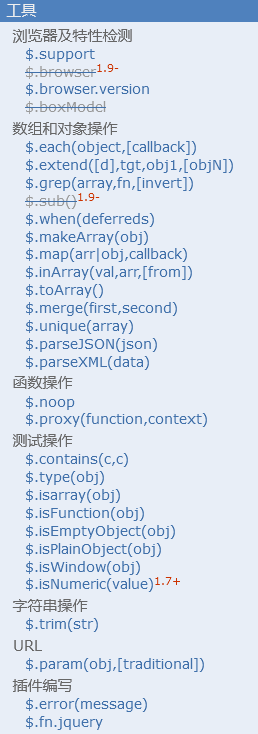 工具
浏览器及特性检测
$.support
$.browser1.9-
$.browser.version
$.boxModel
数组和对象操作
$.each(object,[callback])
$.extend([d],tgt,obj1,[objN])
$.grep(array,fn,[invert])
$.sub()1.9-
$.when(deferreds)
$.makeArray(obj)
$.map(arr|obj,callback)
$.inArray(val,arr,[from])
$.toArray()
$.merge(first,second)
$.unique(array)
$.parseJSON(json)
$.parseXML(data)
函数操作
$.noop
$.proxy(function,context)
测试操作
$.contains(c,c)
$.type(obj)
$.isarray(obj)
$.isFunction(obj)
$.isEmptyObject(obj)
$.isPlainObject(obj)
$.isWindow(obj)
$.isNumeric(value)1.7+
字符串操作
$.trim(str)
URL
$.param(obj,[traditional])
插件编写
$.error(message)
$.fn.jquery